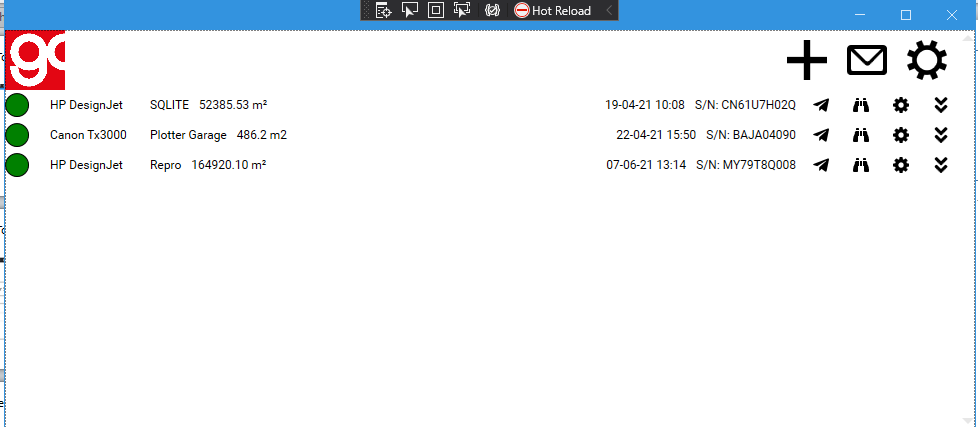 Hot Reload
go
HP DesignJet SQLITE 52385.53 m² 19-04-21 10:08 S/N: CN61U7H02Q
Canon Tx3000 Plotter Garage 486.2 m2 22-04-21 15:50 S/N: BAJA04090
HP DesignJet Repro 164920.10 m² 07-06-21 13:14 S/N: MY79T8Q008